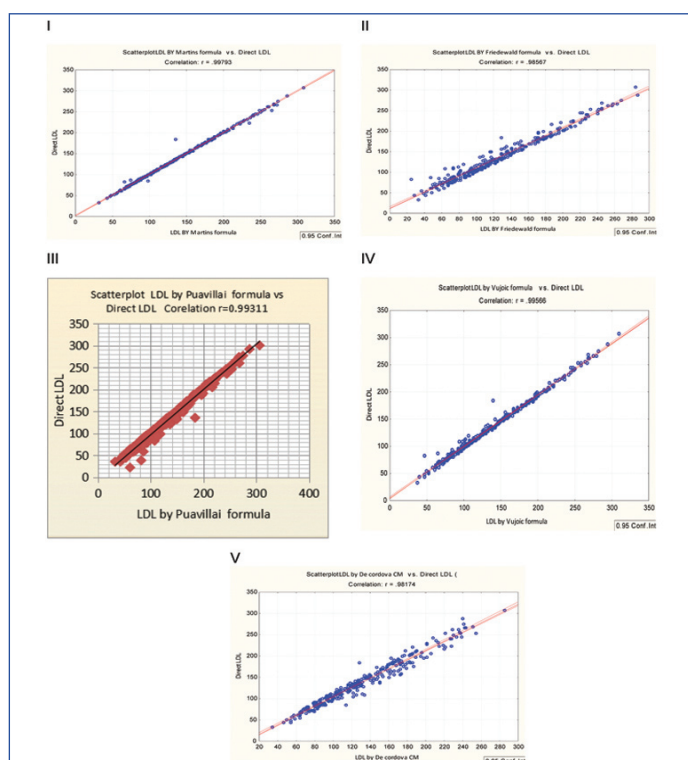 I
ScatterplotLDL BY Martins formula vs. Direct LDL
Correlation: r = .99793
350
300
250
200
150
100
50
0
Direct LDL
0 50 100 150 200 250 300 350
LDL BY Martins formula
0.95 Conf.Int
II
ScatterplotLDL BY Friedewald formula vs. Direct LDL
Correlation: r = .98567
350
300
250
200
150
100
50
0
Direct LDL
0 20 40 60 80 100 120 140 160 180 200 220 240 260 280 300
LDL BY Friedewald formula
0.95 Conf.Int
III
Scatterplot LDL by Puavillai formula vs
Direct LDL Corelation r=0.99311
350
300
250
200
150
100
50
0
Direct LDL
0 100 200 300 400
LDL by Puavillai formula
IV
ScatterplotLDL by Vujoic formula vs. Direct LDL
Correlation: r = .99566
350
300
250
200
150
100
50
0
Direct LDL
0 50 100 150 200 250 300 350
LDL by Vujoic formula
0.95 Conf.Int
V
ScatterplotLDL by De cordova CM vs. Direct LDL (
Correlation: r = .98174
350
300
250
200
150
100
50
0
Direct LDL
20 40 60 80 100 120 140 160 180 200 220 240 260 280 300
LDL by De cordova CM
0.95 Conf.Int